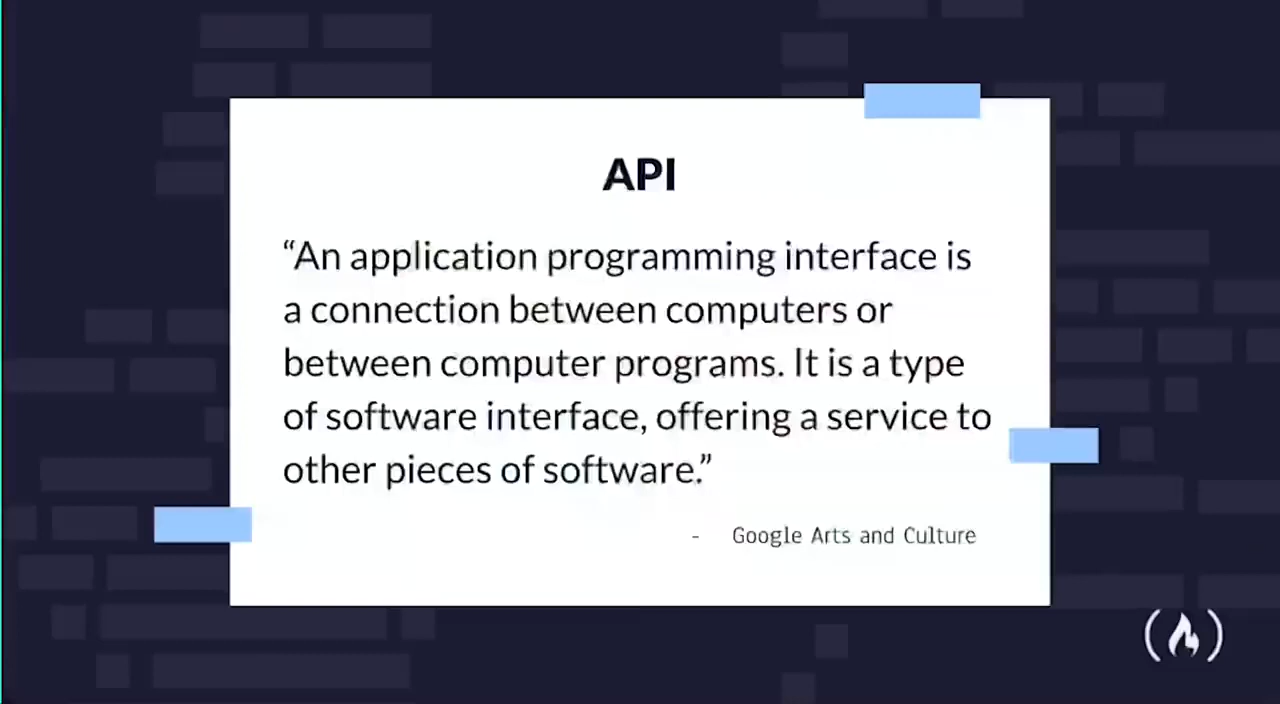 API
“An application programming interface is
a connection between computers or
between computer programs. It is a type
of software interface, offering a service to
other pieces of software.”
- Google Arts and Culture